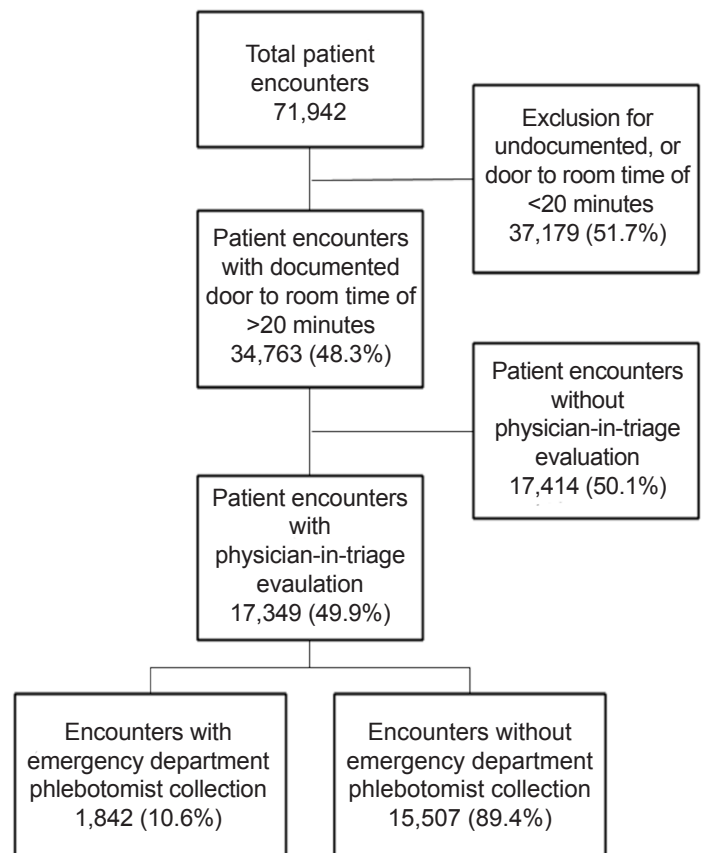 Total patient
encounters
71,942
Exclusion for
undocumented, or
door to room time of
<20 minutes
37,179 (51.7%)
Patient encounters
with documented
door to room time of
>20 minutes
34,763 (48.3%)
Patient encounters
without
physician-in-triage
evaluation
17,414 (50.1%)
Patient encounters
with
physician-in-triage
evaulation
17,349 (49.9%)
Encounters with
emergency department
phlebotomist collection
1,842 (10.6%)
Encounters without
emergency department
phlebotomist collection
15,507 (89.4%)